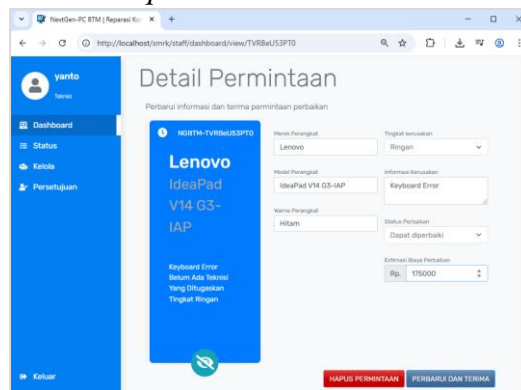 NextGen-PC BTM | Reparasi Ko
http://localhost/smrk/staff/dashboard/view/TVRBeU53PT0
yanto
Teknisi
Dashboard
Status
Kelola
Persetujuan
Keluar
Detail Permintaan
Perbarui informasi dan terima permintaan perbaikan
NGBTM-TVRBeU53PT0
Lenovo
IdeaPad
V14 G3-
IAP
Keyboard Error
Belum Ada Teknisi
Yang Ditugaskan
Tingkat Ringan
Merek Perangkat
Lenovo
Model Perangkat
IdeaPad V14 G3-IAP
Warna Perangkat
Hitam
Tingkat kerusakan
Ringan
Informasi Kerusakan
Keyboard Error
Status Perbaikan
Dapat diperbaiki
Estimasi Biaya Perbaikan
Rp. 175000
HAPUS PERMINTAAN
PERBARUI DAN TERIMA